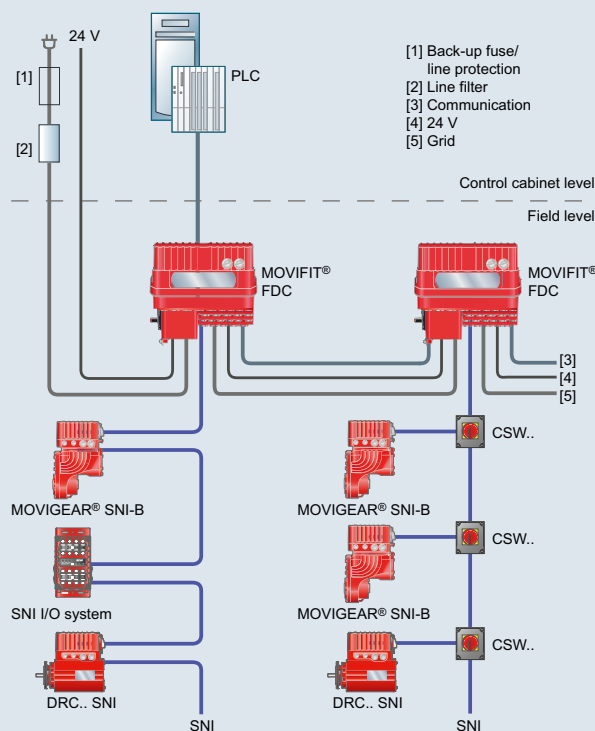 24 V
[1]
[2]
PLC
[1] Back-up fuse/
line protection
[2] Line filter
[3] Communication
[4] 24 V
[5] Grid
Control cabinet level
Field level
MOVIFIT®
FDC
MOVIFIT®
FDC
[3]
[4]
[5]
MOVIGEAR® SNI-B
SNI I/O system
DRC.. SNI
SNI
CSW..
MOVIGEAR® SNI-B
CSW..
MOVIGEAR® SNI-B
CSW..
DRC.. SNI
SNI